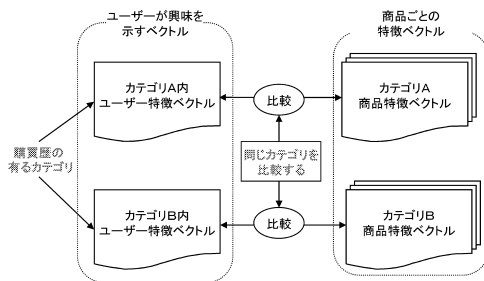 ユーザーが興味を
示すベクトル
商品ごとの
特徴ベクトル
カテゴリA内
ユーザー特徴ベクトル
比較
カテゴリA
商品特徴ベクトル
購買歴の
有るカテゴリ
同じカテゴリを
比較する
カテゴリB内
ユーザー特徴ベクトル
比較
カテゴリB
商品特徴ベクトル